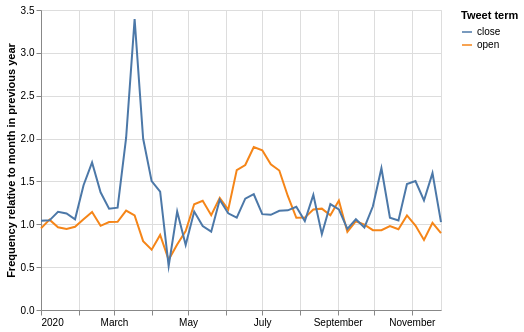 Tweet term
close
open
Frequency relative to month in previous year
3.5
3.0
2.5
2.0
1.5
1.0
0.5
0.0
2020 March May July September November